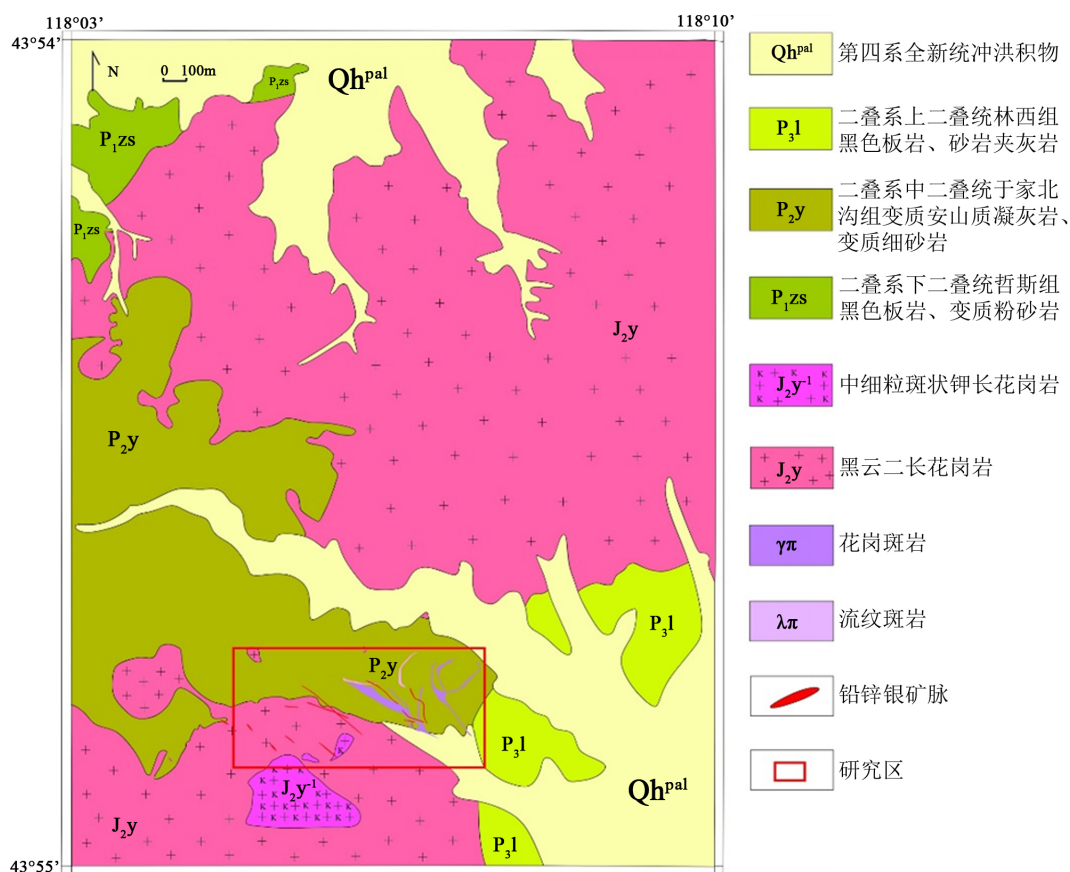 118°03’
118°10’
43°54’
N
0 100m
Qhpal
P1zs
P1zs
P1zs
J2y
P2y
P3l
P2y
P3l
J2y-1
Qhpal
J2y
P3l
43°55’
Qhpal 第四系全新统冲洪积物
P3l 二叠系上二叠统林西组
黑色板岩、砂岩夹灰岩
P2y 二叠系中二叠统于家北
沟组变质安山质凝灰岩、
变质细砂岩
P1zs 二叠系下二叠统哲斯组
黑色板岩、变质粉砂岩
J2y-1 中细粒斑状钾长花岗岩
J2y 黑云二长花岗岩
γπ 花岗斑岩
λπ 流纹斑岩
铅锌银矿脉
研究区